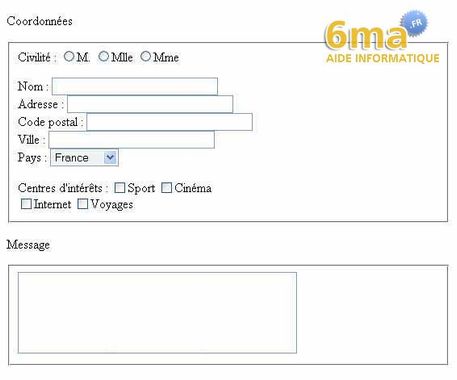 Coordonnées
6ma .FR
AIDE INFORMATIQUE
Civilité : M. Mlle Mme
Nom :
Adresse :
Code postal :
Ville :
Pays : France
Centres d'intérêts : Sport Cinéma
Internet Voyages
Message